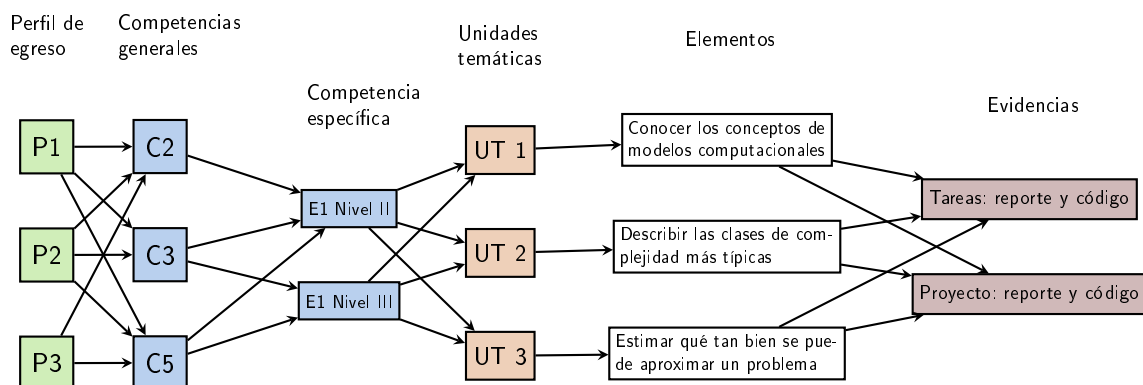 Perfil de
egreso
Competencias
generales
Competencia
específica
Unidades
temáticas
Elementos
Evidencias
P1
P2
P3
C2
C3
C5
E1 Nivel II
E1 Nivel III
UT 1
UT 2
UT 3
Conocer los conceptos de
modelos computacionales
Describir las clases de com-
plejidad más típicas
Estimar qué tan bien se pue-
de aproximar un problema
Tareas: reporte y código
Proyecto: reporte y código